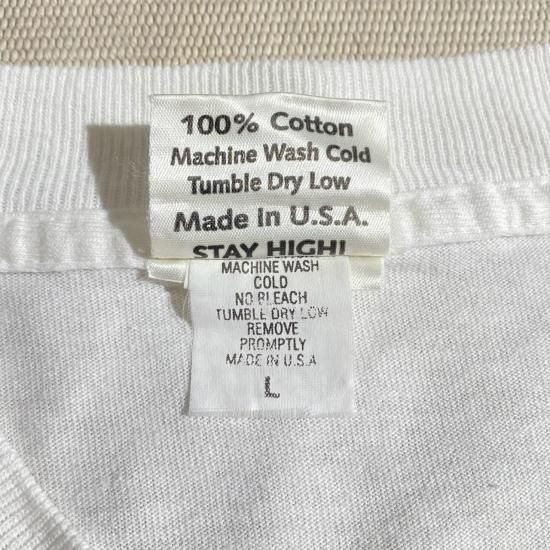 100% Cotton
Machine Wash Cold
Tumble Dry Low
Made in U.S.A.
STAY HIGH!
MACHINE WASH
COLD
NO BLEACH
TUMBLE DRY LOW
REMOVE
PROMPTLY
MADE IN U.S.A
L